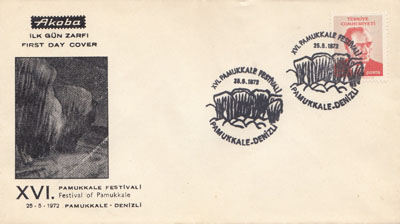 Akoba
İLK GÜN ZARFI
FIRST DAY COVER
XVI. PAMUKKALE FESTİVALİ
Festival of Pamukkale
25-5-1972 PAMUKKALE - DENİZLİ
XVI. PAMUKKALE FESTİVALİ
25.5.1972
(PAMUKKALE-DENİZLİ)
XVI. PAMUKKALE FESTİVALİ
25.5.1972
(PAMUKKALE-DENİZLİ)
TÜRKİYE
CUMHURİYETİ
posta